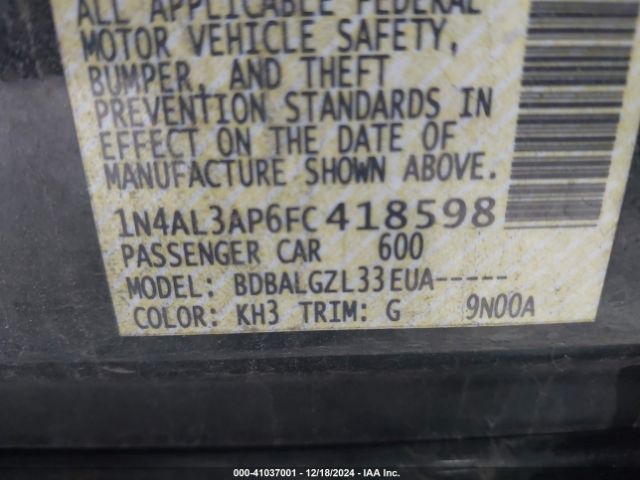 ALL APPLICABLE FEDERAL
MOTOR VEHICLE SAFETY,
BUMPER, AND THEFT
PREVENTION STANDARDS IN
EFFECT ON THE DATE OF
MANUFACTURE SHOWN ABOVE.
1N4AL3AP6FC418598
PASSENGER CAR 600
MODEL: BDBALGZL33EUA-----
COLOR: KH3 TRIM: G 9N00A
000-41037001 - 12/18/2024 - IAA Inc.